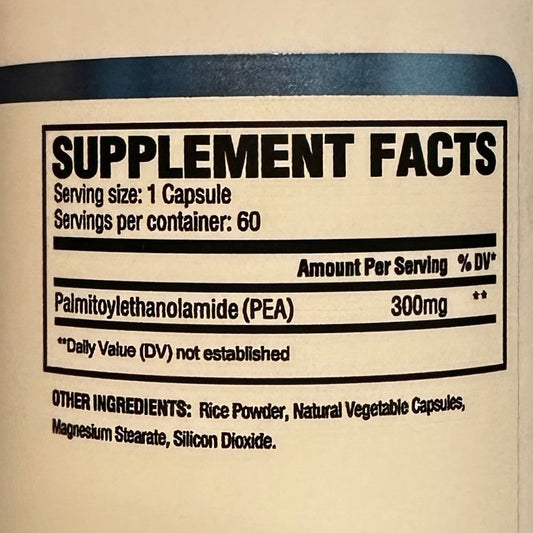 SUPPLEMENT FACTS
Serving size: 1 Capsule
Servings per container: 60
Amount Per Serving % DV*
Palmitoylethanolamide (PEA) 300mg **
**Daily Value (DV) not established
OTHER INGREDIENTS: Rice Powder, Natural Vegetable Capsules,
Magnesium Stearate, Silicon Dioxide.